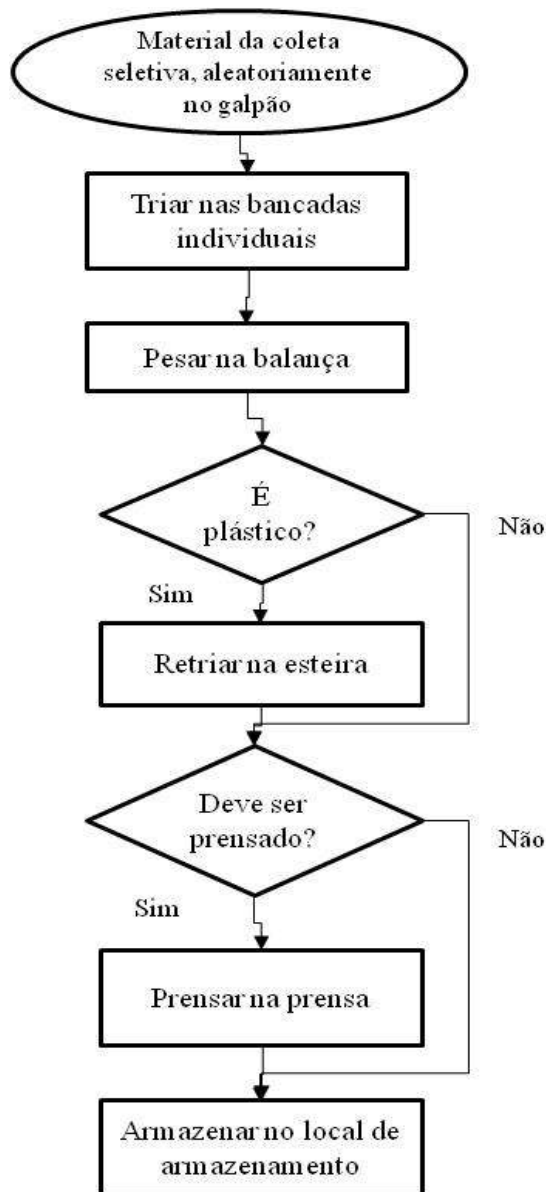 Material da coleta
seletiva, aleatoriamente
no galpão
Triar nas bancadas
individuais
Pesar na balança
É
plástico?
Não
Sim
Retriar na esteira
Deve ser
prensado?
Não
Sim
Prensar na prensa
Armazenar no local de
armazenamento